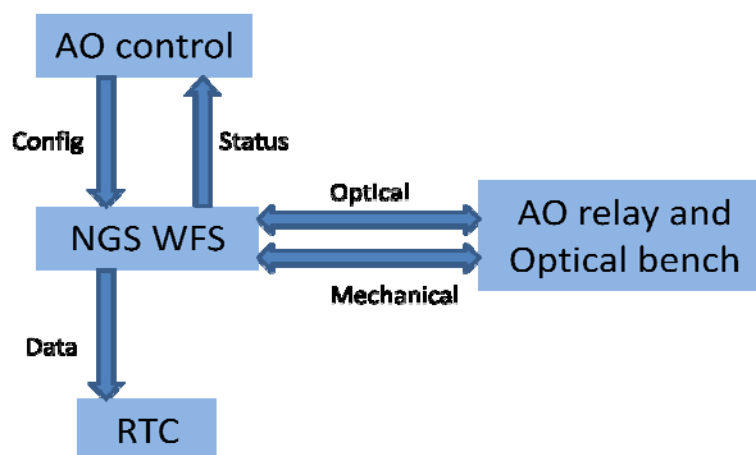 AO control
Config
Status
Optical
NGS WFS
AO relay and
Optical bench
Mechanical
Data
RTC